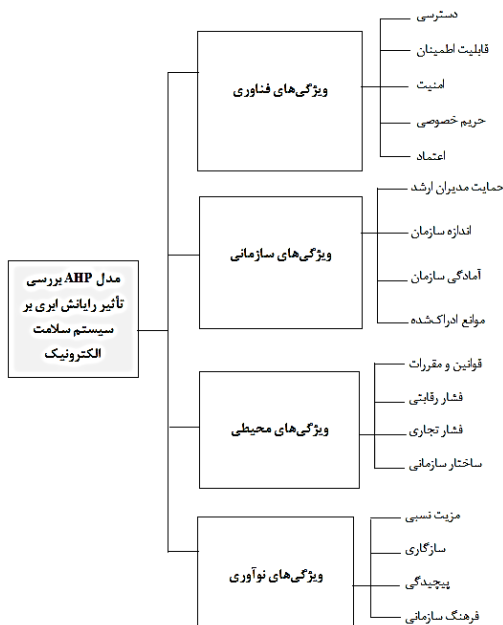 مدل AHP بررسی
تأثیر رایانش ابری بر
سیستم سلامت
الکترونیک
ویژگی‌های فناوری
دسترسی
قابلیت اطمینان
امنیت
حریم خصوصی
اعتماد
ویژگی‌های سازمانی
حمایت مدیران ارشد
اندازه سازمان
آمادگی سازمان
موانع ادراک‌شده
ویژگی‌های محیطی
قوانین و مقررات
فشار رقابتی
فشار تجاری
ساختار سازمانی
ویژگی‌های نوآوری
مزیت نسبی
سازگاری
پیچیدگی
فرهنگ سازمانی